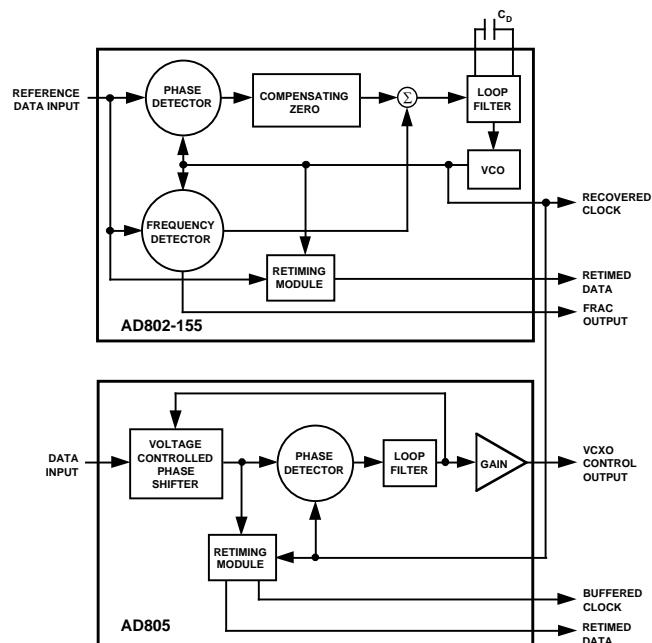 C_D
REFERENCE
DATA INPUT
PHASE
DETECTOR
COMPENSATING
ZERO
Σ
LOOP
FILTER
VCO
FREQUENCY
DETECTOR
RECOVERED
CLOCK
RETIMING
MODULE
RETIMED
DATA
FRAC
OUTPUT
AD802-155
DATA
INPUT
VOLTAGE
CONTROLLED
PHASE
SHIFTER
PHASE
DETECTOR
LOOP
FILTER
GAIN
VCXO
CONTROL
OUTPUT
RETIMING
MODULE
BUFFERED
CLOCK
AD805
RETIMED
DATA